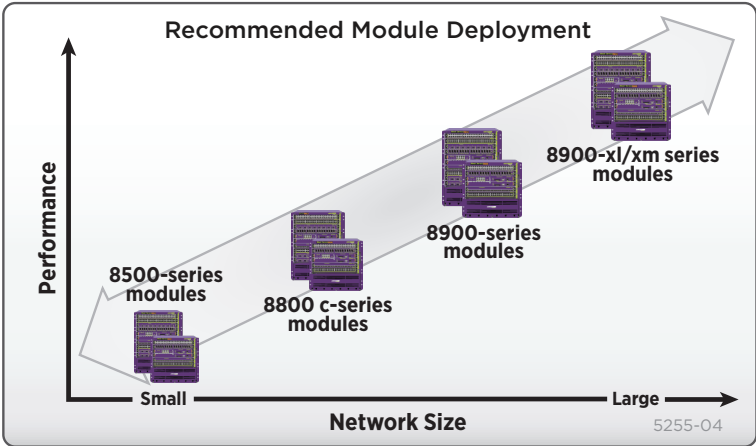 Recommended Module Deployment
Performance
8900-xl/xm series
modules
8900-series
modules
8500-series
modules
8800 c-series
modules
Small
Large
Network Size
5255-04